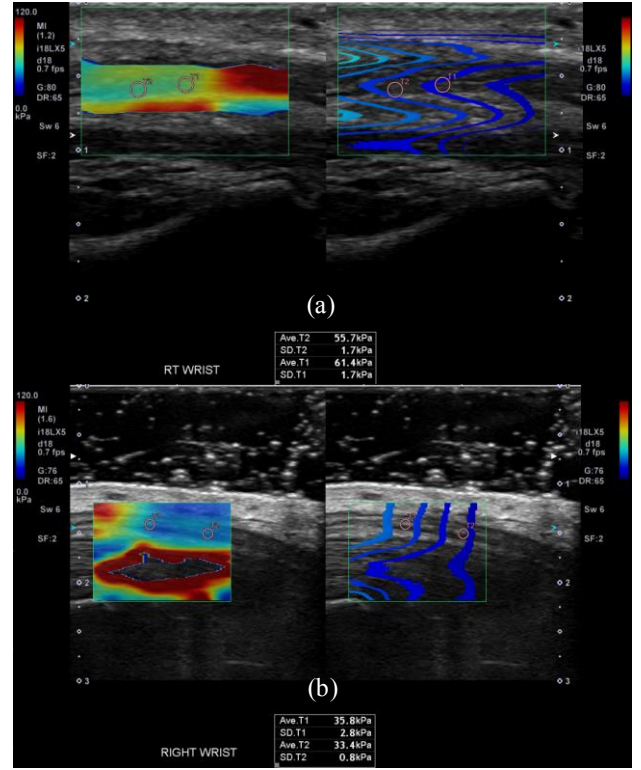 120.0
MI
(1.2)
i18LX5
d18
0.7 fps
G:80
DR:65
0.0
kPa
Sw 6
SF:2
T2
T1
1
2
(a)
RT WRIST
Ave.T2 55.7kPa
SD.T2 1.7kPa
Ave.T1 61.4kPa
SD.T1 1.7kPa
120.0
MI
(1.6)
i18LX5
d18
0.7 fps
G:76
DR:65
0.0
kPa
Sw 6
SF:2
T2
1
2
3
(b)
RIGHT WRIST
Ave.T1 35.8kPa
SD.T1 2.8kPa
Ave.T2 33.4kPa
SD.T2 0.8kPa